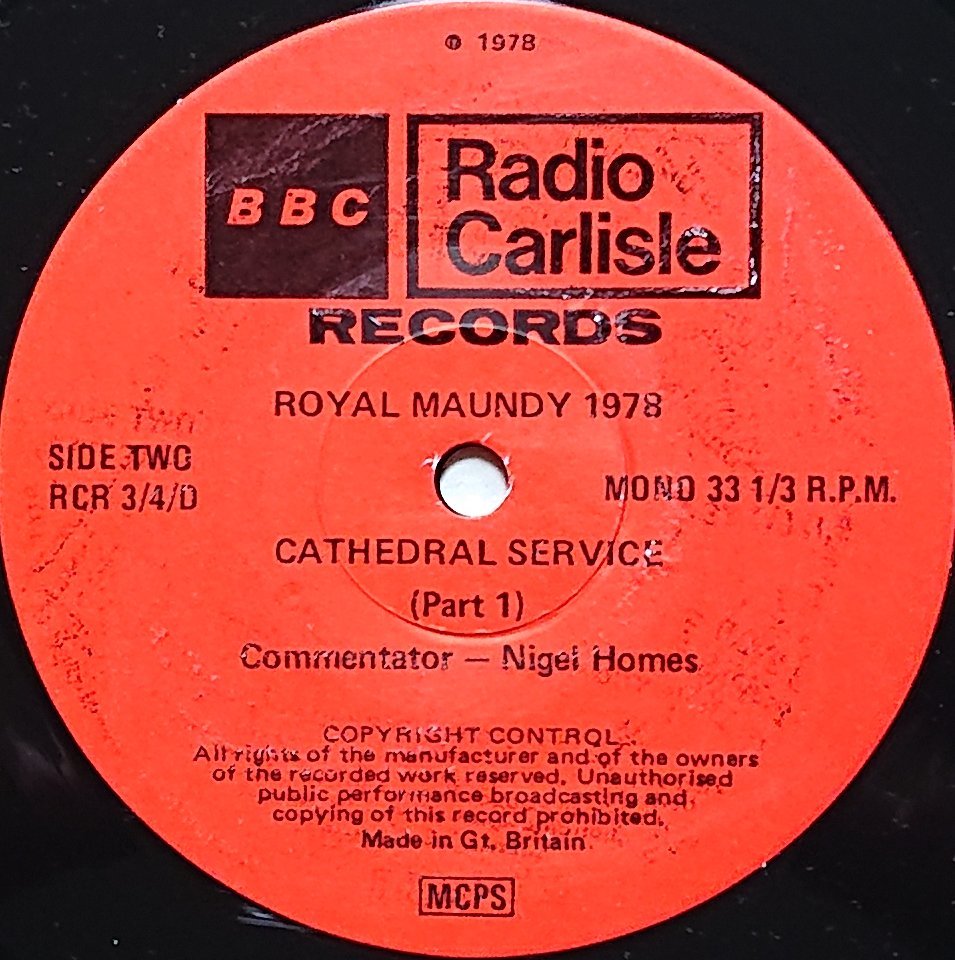 ℗ 1978
BBC
Radio
Carlisle
RECORDS
ROYAL MAUNDY 1978
SIDE TWO
RCR 3/4/D
MONO 33 1/3 R.P.M.
CATHEDRAL SERVICE
(Part 1)
Commentator — Nigel Homes
COPYRIGHT CONTROL.
All rights of the manufacturer and of the owners
of the recorded work reserved. Unauthorised
public performance broadcasting and
copying of this record prohibited.
Made in Gt. Britain
MCPS